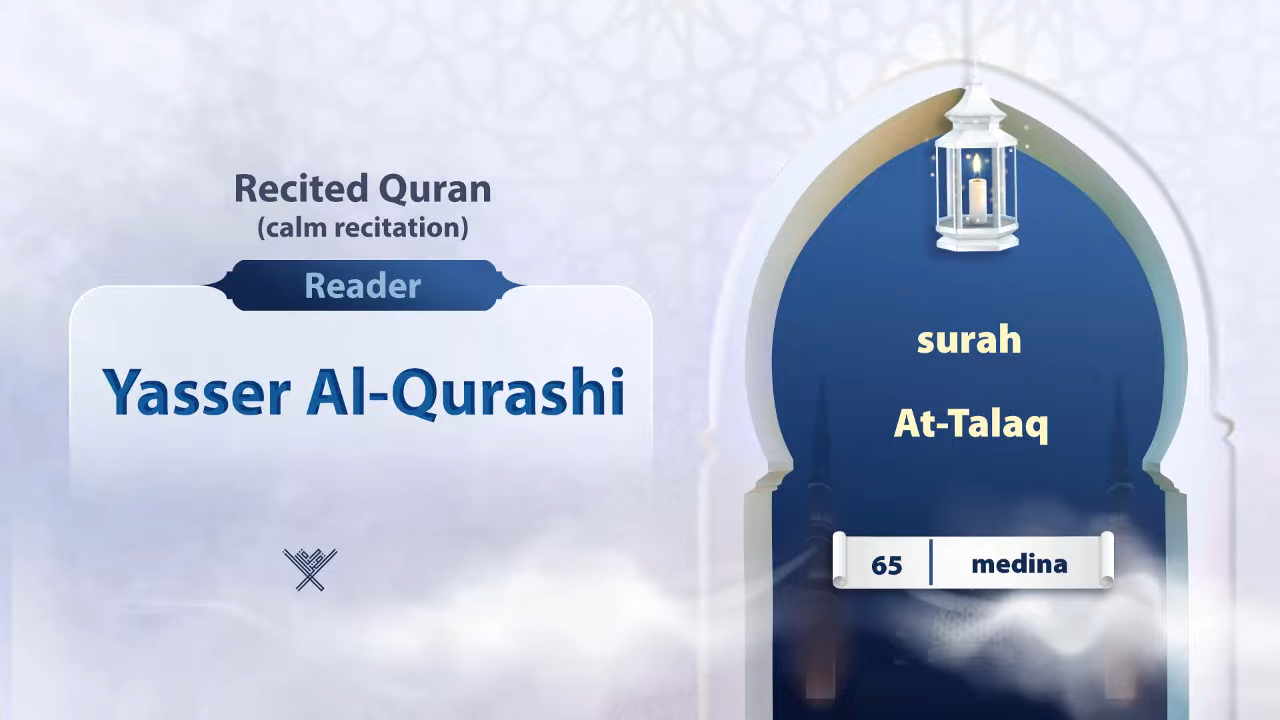 Recited Quran
(calm recitation)
Reader
Yasser Al-Qurashi
surah
At-Talaq
65
medina